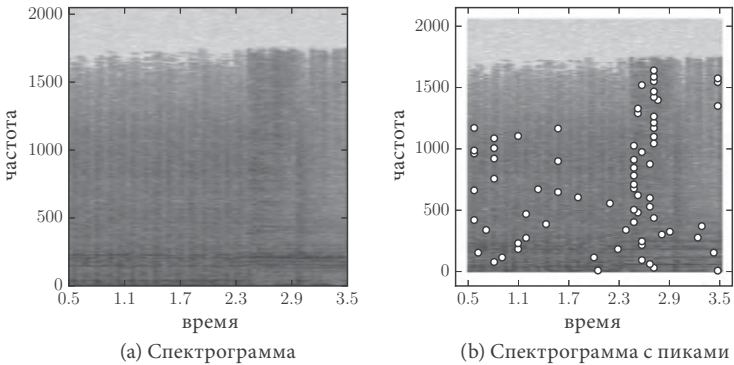 2000
1500
1000
500
0
частота
0.5 1.1 1.7 2.3 2.9 3.5
время
(a) Спектрограмма
2000
1500
1000
500
0
частота
0.5 1.1 1.7 2.3 2.9 3.5
время
(b) Спектрограмма с пиками